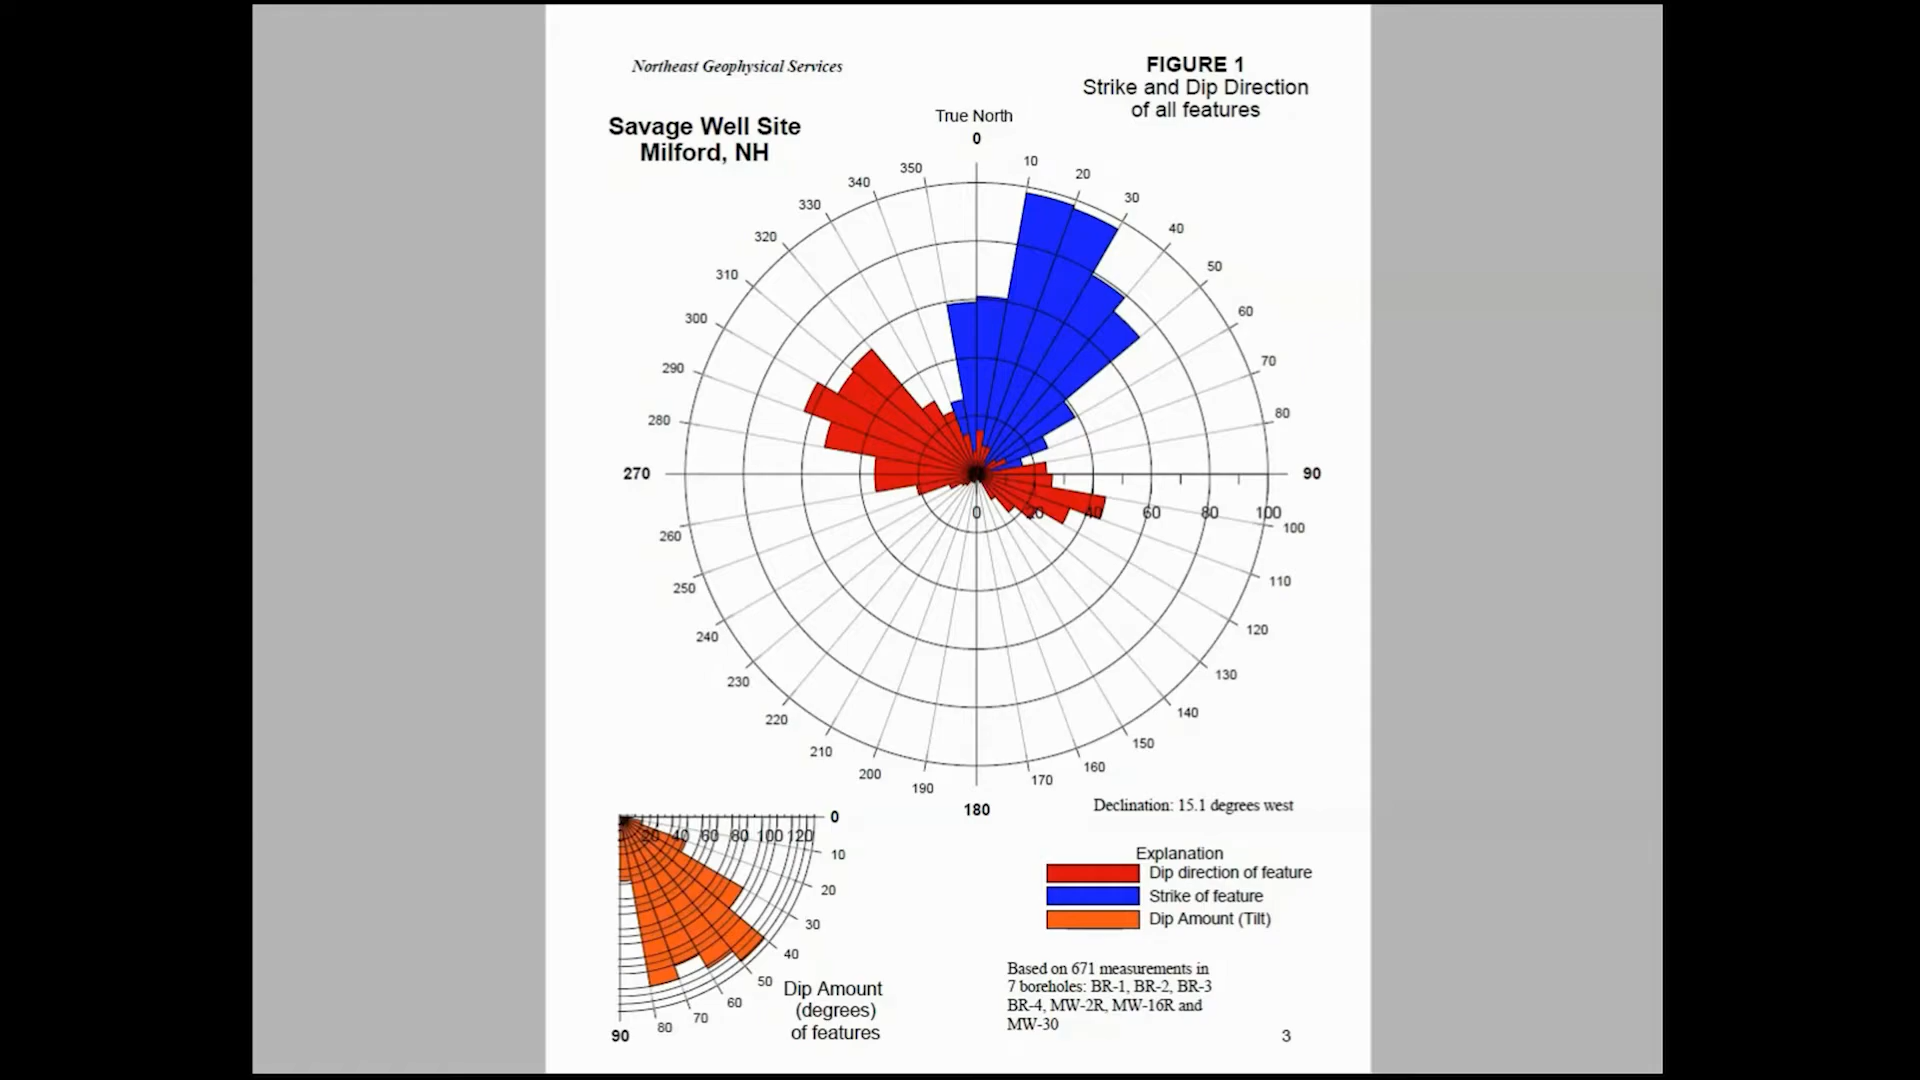 Northeast Geophysical Services
FIGURE 1
Strike and Dip Direction
of all features
Savage Well Site
Milford, NH
True North
0
10
20
30
40
50
60
70
80
90
100
110
120
130
140
150
160
170
180
190
200
210
220
230
240
250
260
270
280
290
300
310
320
330
340
350
0 20 40 60 80 100
Declination: 15.1 degrees west
20 40 60 80 100 120
0
10
20
30
40
50
60
70
80
90
Dip Amount
(degrees)
of features
Explanation
Dip direction of feature
Strike of feature
Dip Amount (Tilt)
Based on 671 measurements in
7 boreholes: BR-1, BR-2, BR-3
BR-4, MW-2R, MW-16R and
MW-30
3